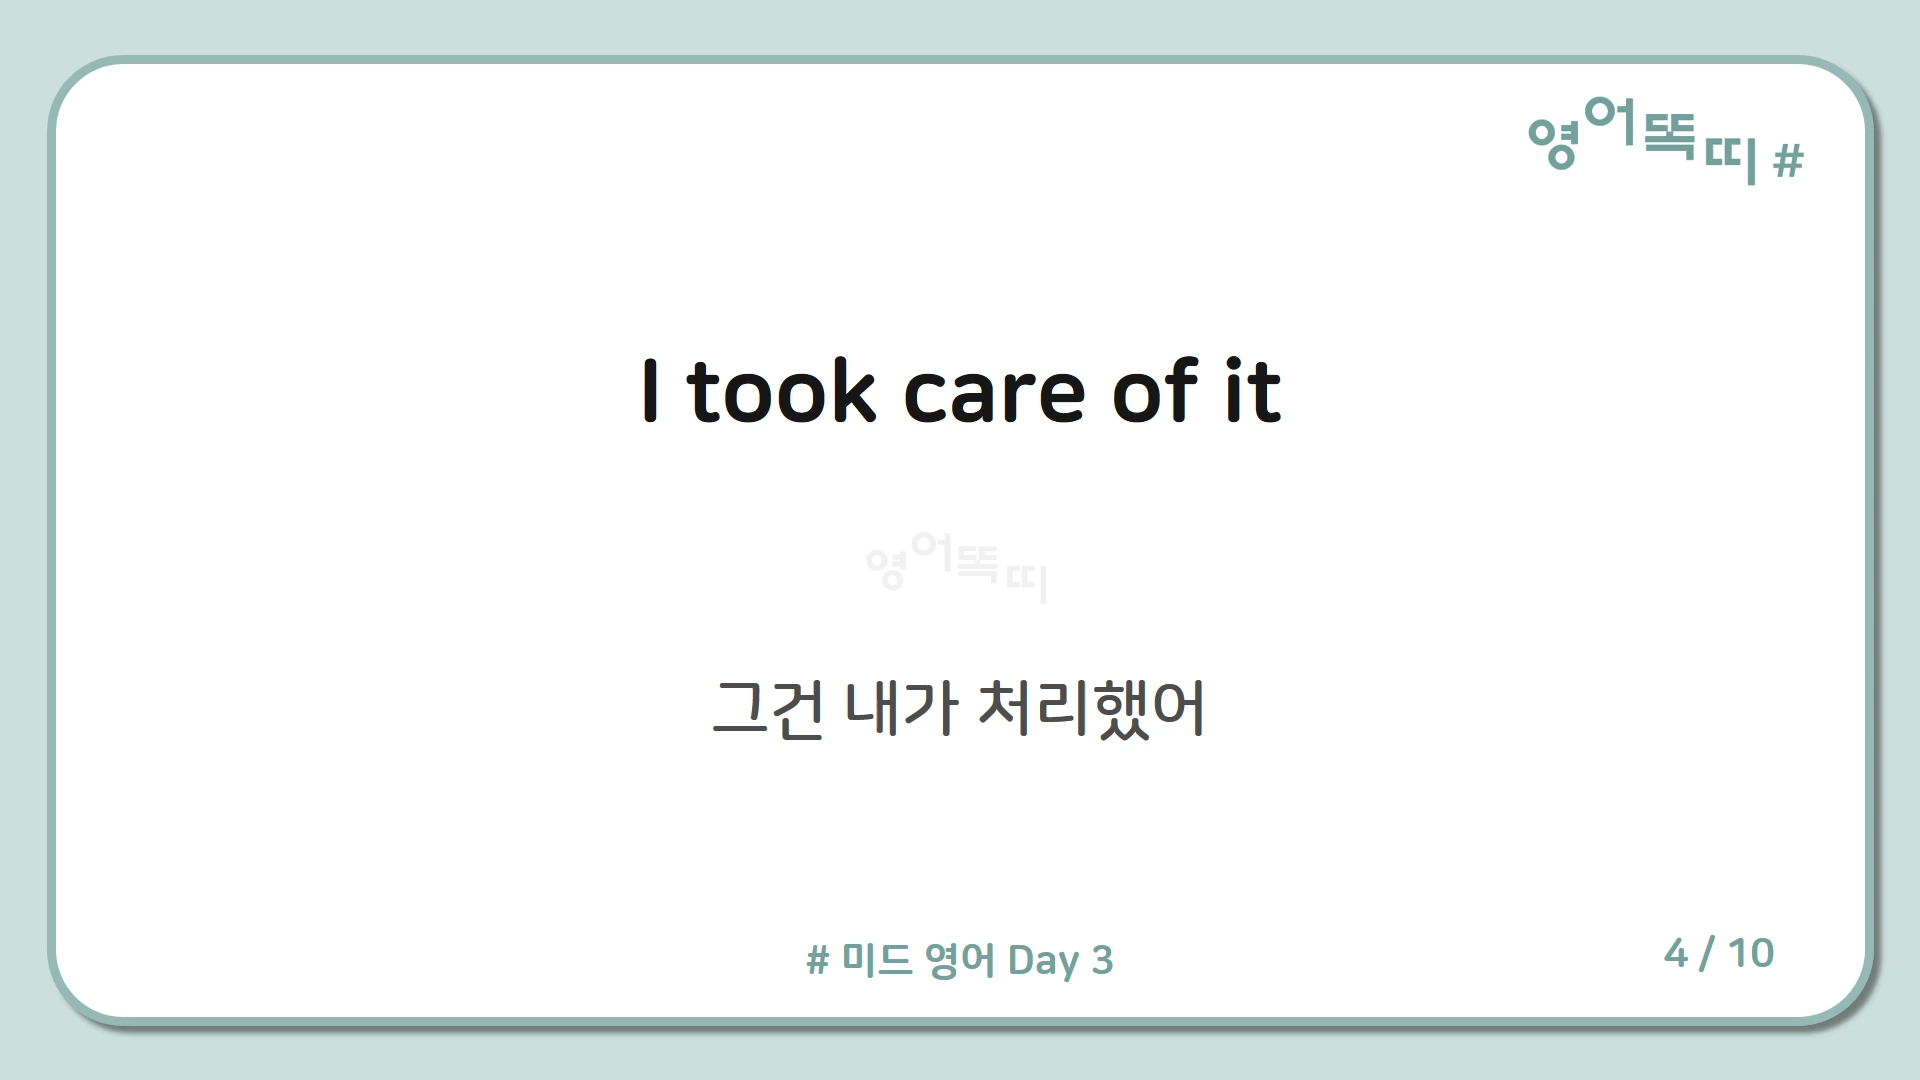 영어똑띠 #
I took care of it
영어똑띠
그건 내가 처리했어
# 미드 영어 Day 3
4 / 10